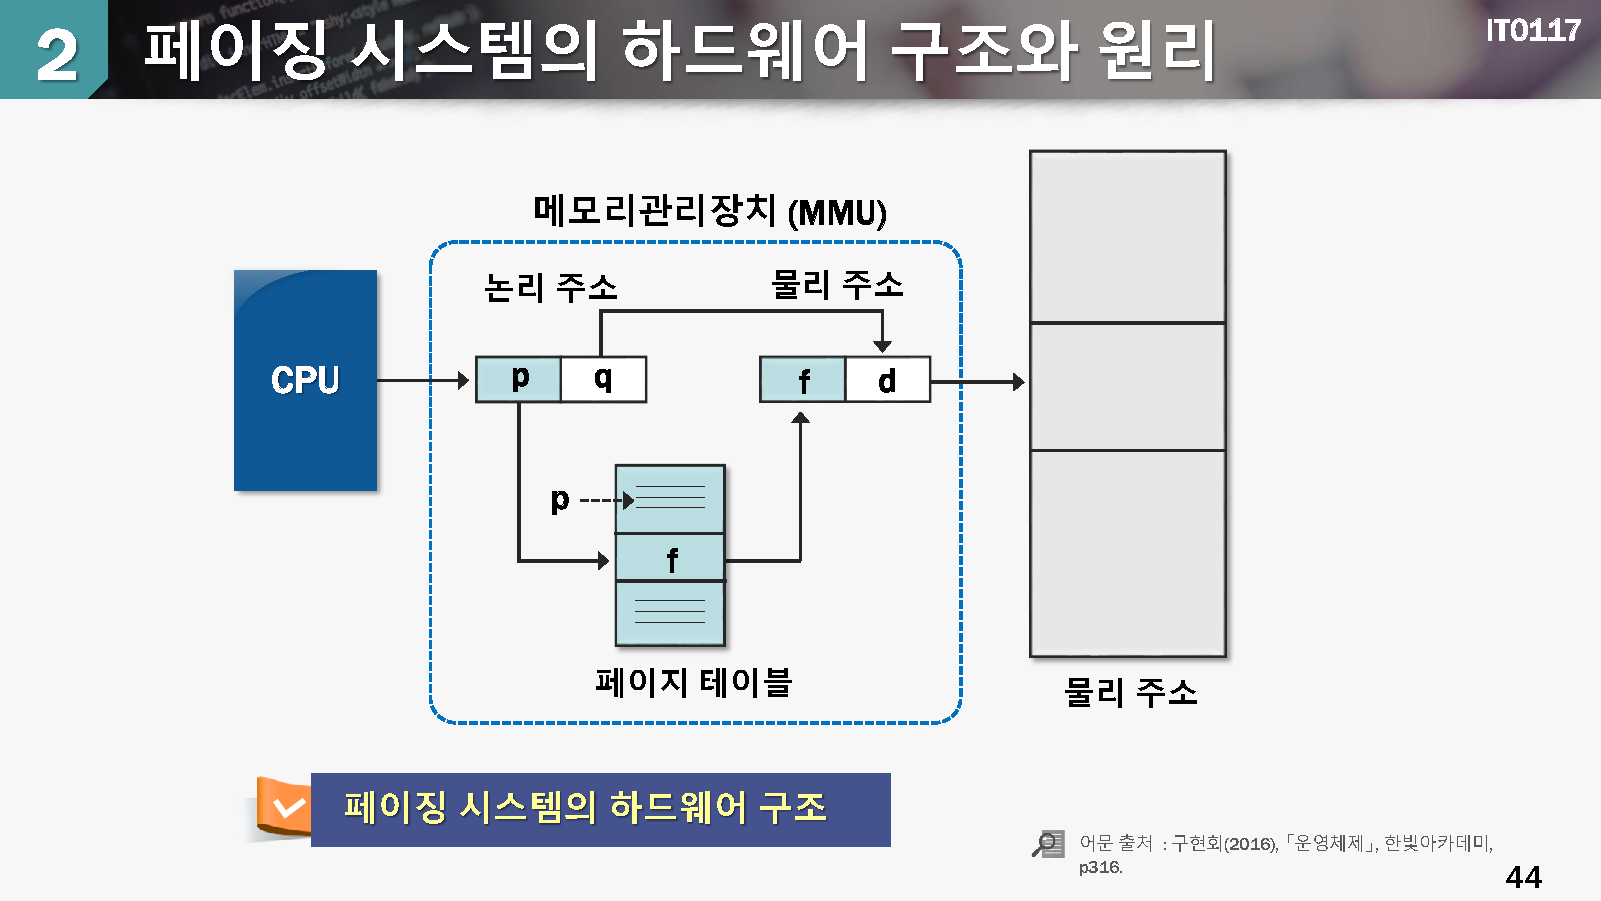 2 페이징 시스템의 하드웨어 구조와 원리
IT0117
메모리관리장치 (MMU)
논리 주소
물리 주소
CPU
p q
f d
p
f
페이지 테이블
물리 주소
페이징 시스템의 하드웨어 구조
어문 출처 : 구현회(2016), 「운영체제」, 한빛아카데미,
p316.
44